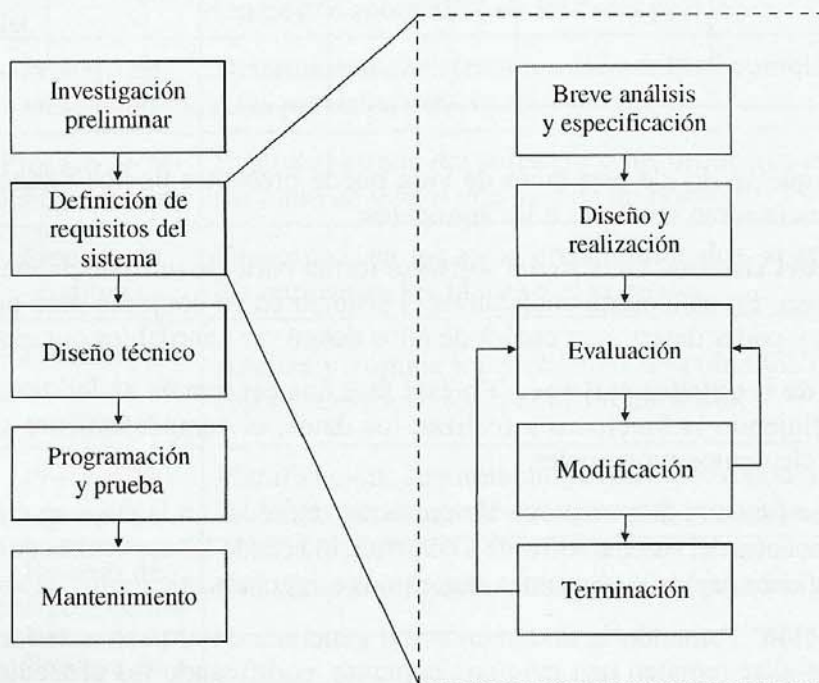 Investigación
preliminar
Definición de
requisitos del
sistema
Diseño técnico
Programación
y prueba
Mantenimiento
Breve análisis
y especificación
Diseño y
realización
Evaluación
Modificación
Terminación